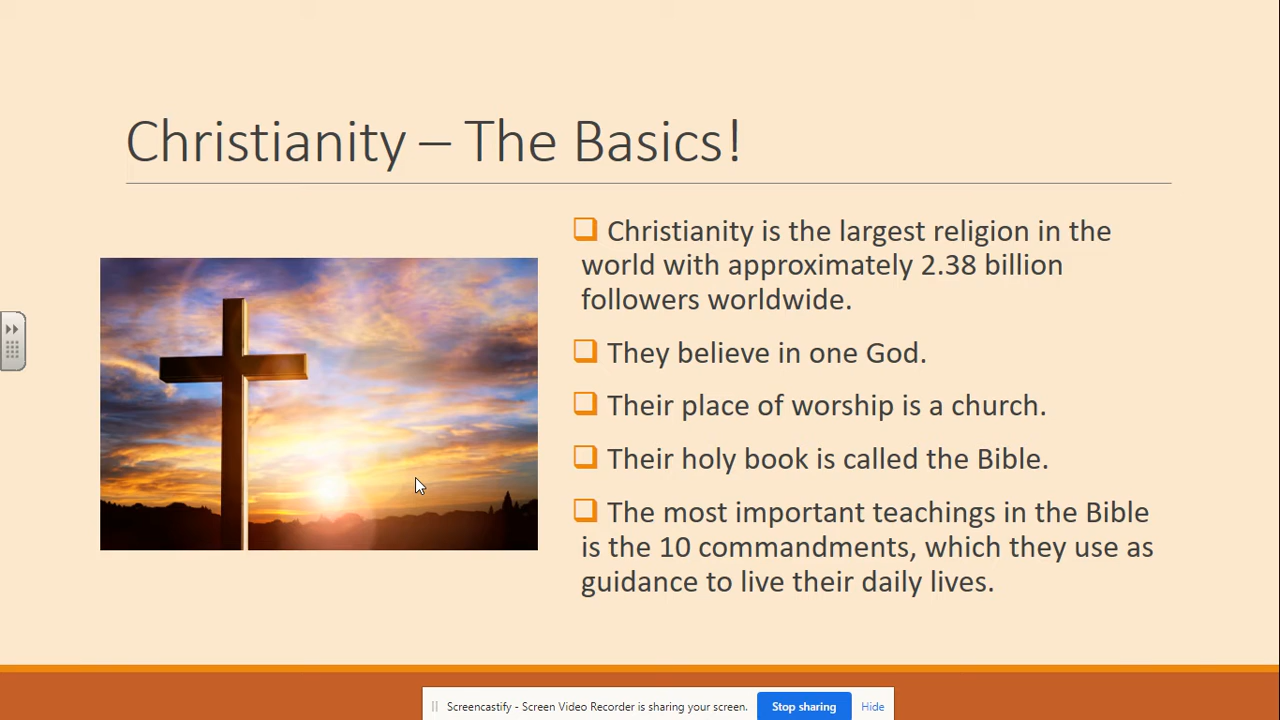 Christianity – The Basics!
Christianity is the largest religion in the
world with approximately 2.38 billion
followers worldwide.
They believe in one God.
Their place of worship is a church.
Their holy book is called the Bible.
The most important teachings in the Bible
is the 10 commandments, which they use as
guidance to live their daily lives.
Screencastify - Screen Video Recorder is sharing your screen. Stop sharing Hide